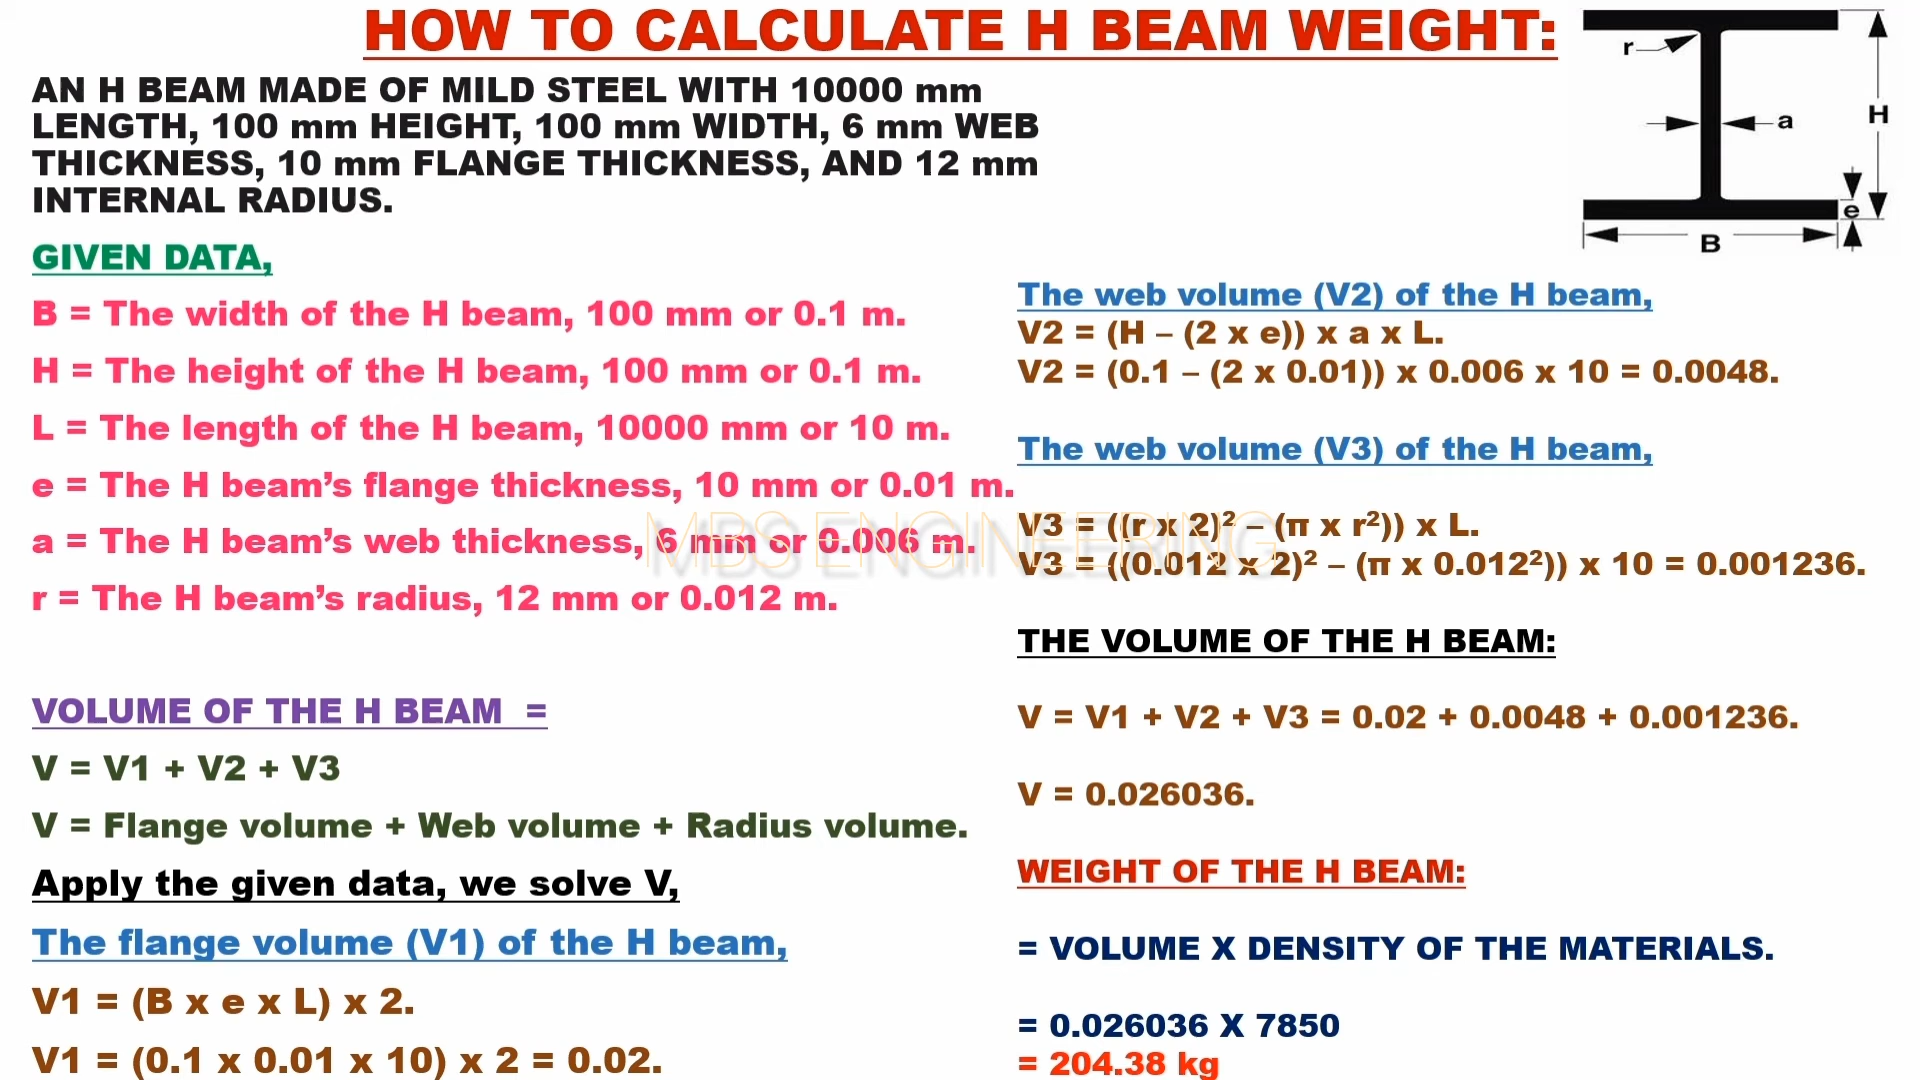 HOW TO CALCULATE H BEAM WEIGHT:
AN H BEAM MADE OF MILD STEEL WITH 10000 mm
LENGTH, 100 mm HEIGHT, 100 mm WIDTH, 6 mm WEB
THICKNESS, 10 mm FLANGE THICKNESS, AND 12 mm
INTERNAL RADIUS.
r
a
H
e
B
GIVEN DATA,
B = The width of the H beam, 100 mm or 0.1 m.
H = The height of the H beam, 100 mm or 0.1 m.
L = The length of the H beam, 10000 mm or 10 m.
e = The H beam’s flange thickness, 10 mm or 0.01 m.
a = The H beam’s web thickness, 6 mm or 0.006 m.
r = The H beam’s radius, 12 mm or 0.012 m.
VOLUME OF THE H BEAM =
V = V1 + V2 + V3
V = Flange volume + Web volume + Radius volume.
Apply the given data, we solve V,
The flange volume (V1) of the H beam,
V1 = (B x e x L) x 2.
V1 = (0.1 x 0.01 x 10) x 2 = 0.02.
The web volume (V2) of the H beam,
V2 = (H – (2 x e)) x a x L.
V2 = (0.1 – (2 x 0.01)) x 0.006 x 10 = 0.0048.
The web volume (V3) of the H beam,
V3 = ((r x 2)² – (π x r²)) x L.
V3 = ((0.012 x 2)² – (π x 0.012²)) x 10 = 0.001236.
THE VOLUME OF THE H BEAM:
V = V1 + V2 + V3 = 0.02 + 0.0048 + 0.001236.
V = 0.026036.
WEIGHT OF THE H BEAM:
= VOLUME X DENSITY OF THE MATERIALS.
= 0.026036 X 7850
= 204.38 kg
MBS ENGINEERING